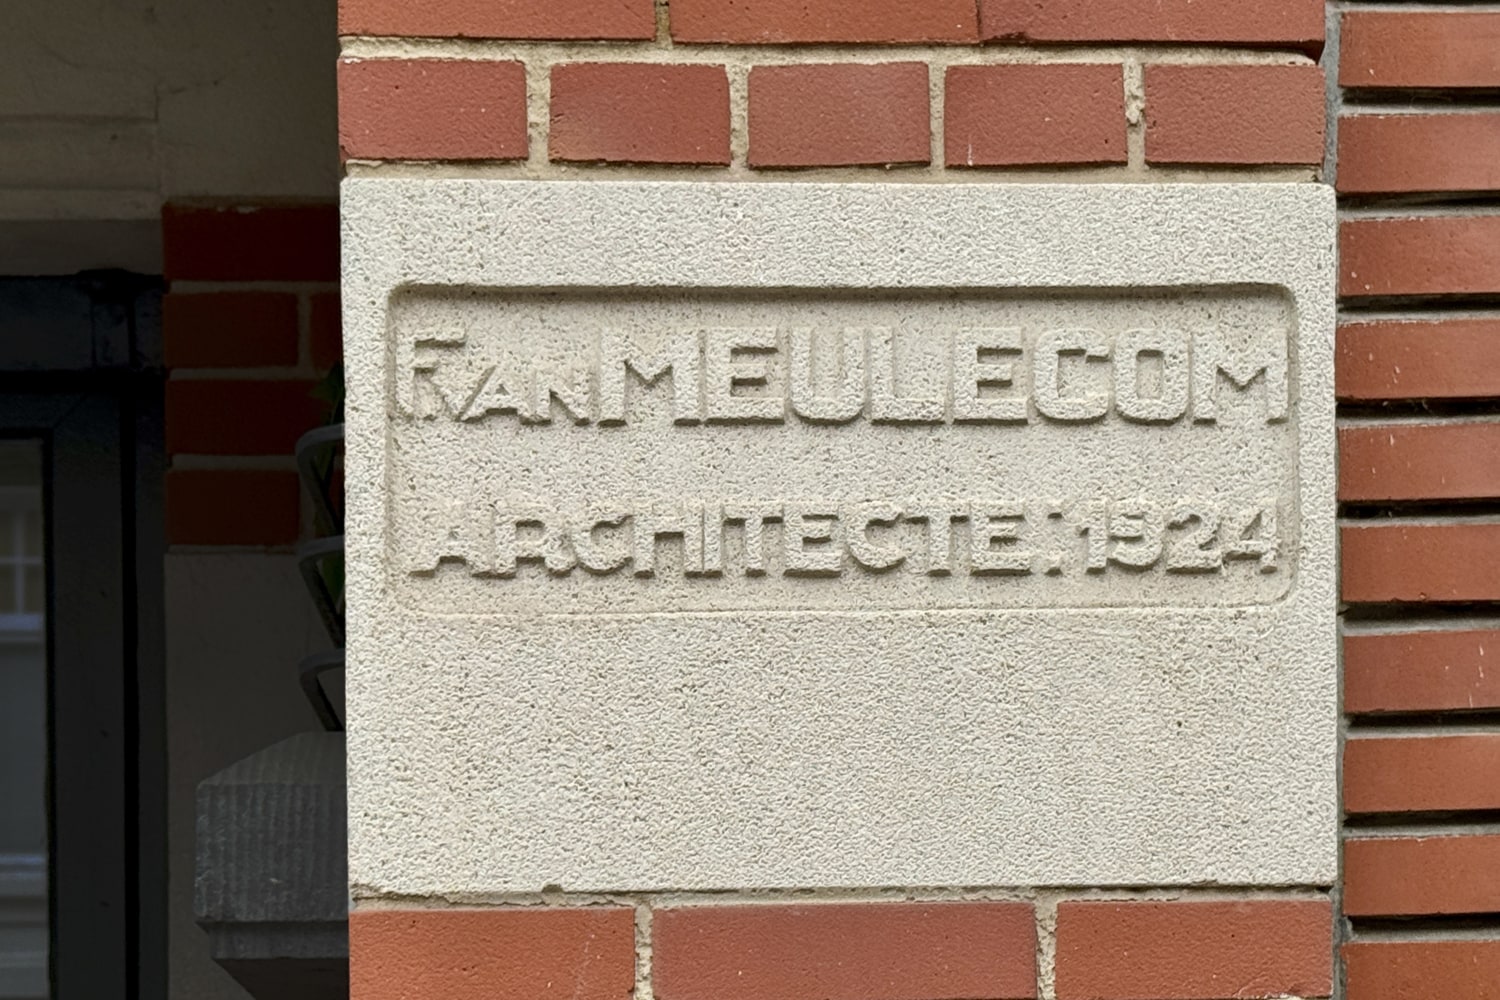 F VAN MEULECOM
ARCHITECTE : 1924